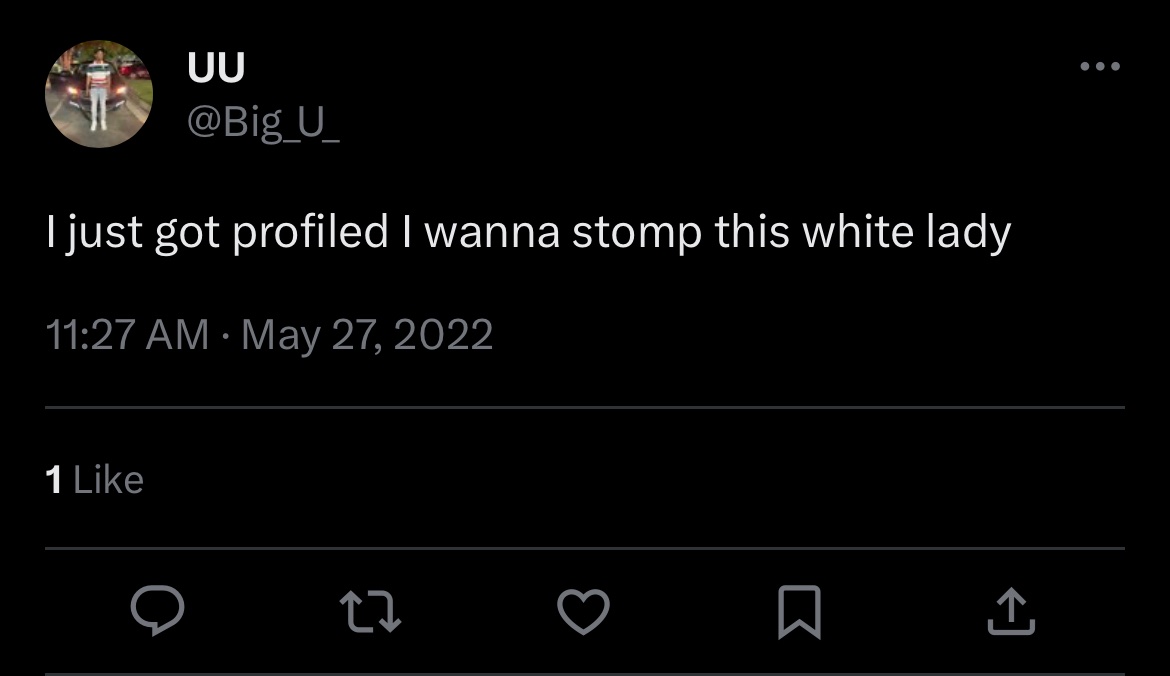 UU
@Big_U_
I just got profiled I wanna stomp this white lady
11:27 AM · May 27, 2022
1 Like